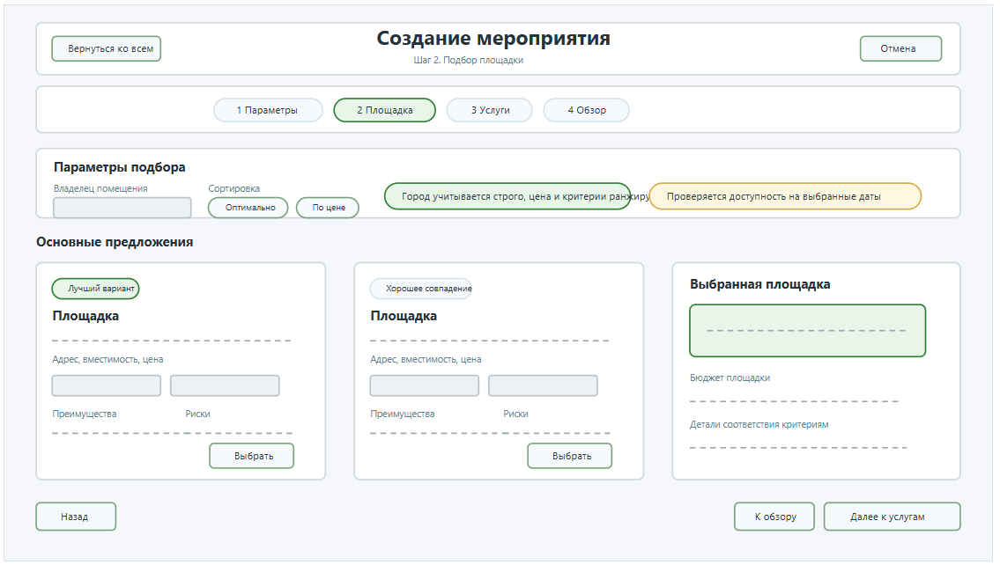 Создание мероприятия
Вернуться ко всем
Отмена
Шаг 2. Подбор площадки
1 Параметры
2 Площадка
3 Услуги
4 Обзор
Параметры подбора
Владелец помещения
Сортировка
Оптимально
По цене
Город учитывается строго, цена и критерии ранжиру
Проверяется доступность на выбранные даты
Основные предложения
Лучший вариант
Площадка
Адрес, вместимость, цена
Преимущества
Риски
Выбрать
Хорошее совпадение
Площадка
Адрес, вместимость, цена
Преимущества
Риски
Выбрать
Выбранная площадка
Бюджет площадки
Детали соответствия критериям
Назад
К обзору
Далее к услугам